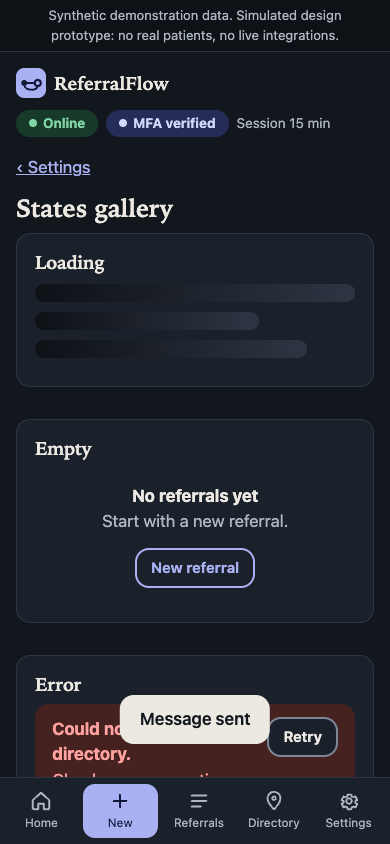 Synthetic demonstration data. Simulated design
prototype: no real patients, no live integrations.
ReferralFlow
Online
MFA verified
Session 15 min
‹ Settings
States gallery
Loading
Empty
No referrals yet
Start with a new referral.
New referral
Error
Could
directory.
Message sent
Retry
Home
New
Referrals
Directory
Settings